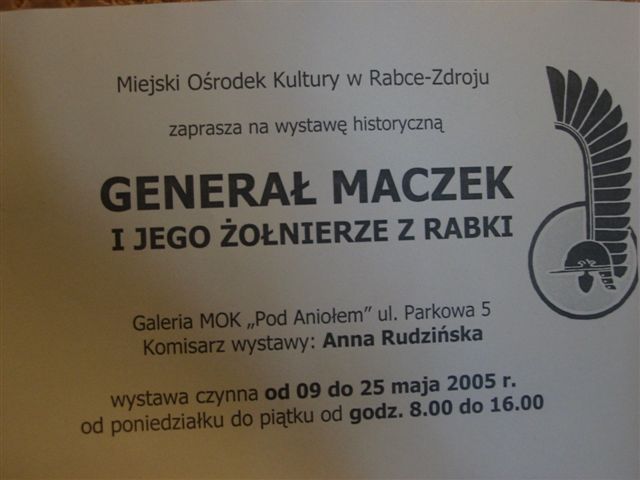 Miejski Ośrodek Kultury w Rabce-Zdroju
zaprasza na wystawę historyczną
GENERAŁ MACZEK
I JEGO ŻOŁNIERZE Z RABKI
Galeria MOK „Pod Aniołem” ul. Parkowa 5
Komisarz wystawy: Anna Rudzińska
wystawa czynna od 09 do 25 maja 2005 r.
od poniedziałku do piątku od godz. 8.00 do 16.00